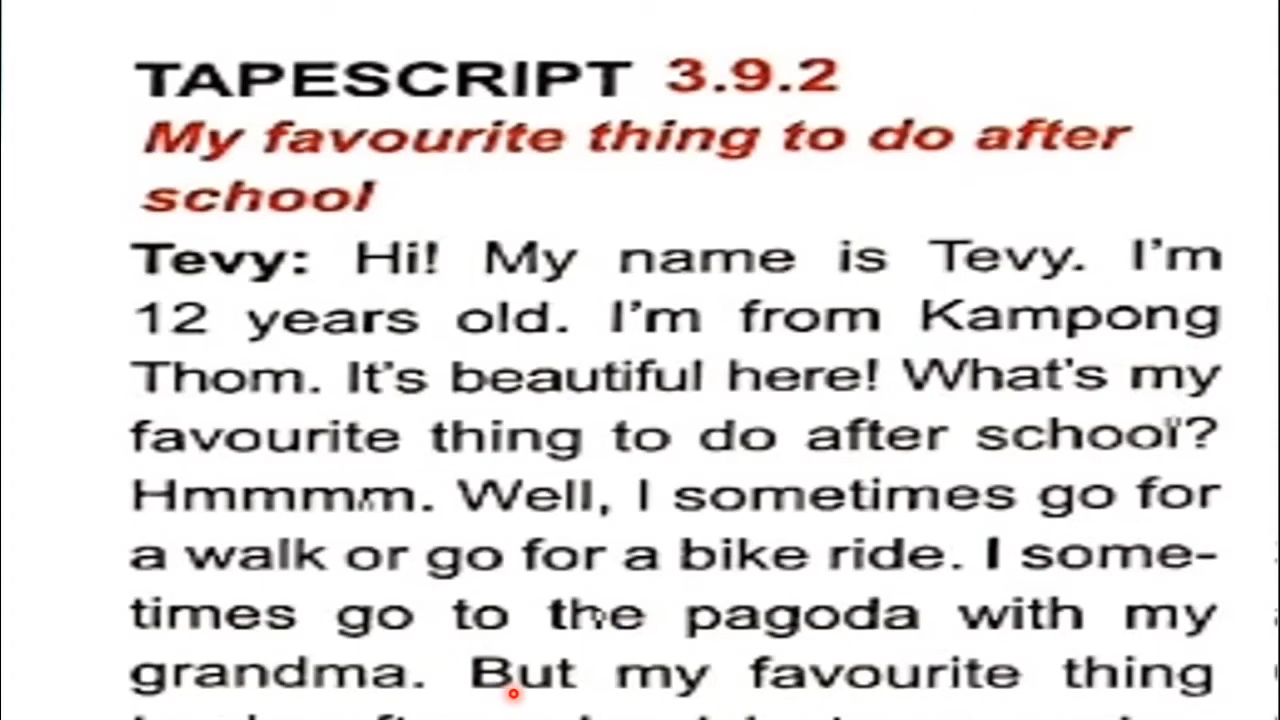 TAPESCRIPT 3.9.2
My favourite thing to do after
school
Tevy: Hi! My name is Tevy. I'm
12 years old. I'm from Kampong
Thom. It's beautiful here! What's my
favourite thing to do after school?
Hmmmm. Well, I sometimes go for
a walk or go for a bike ride. I some-
times go to the pagoda with my
grandma. But my favourite thing